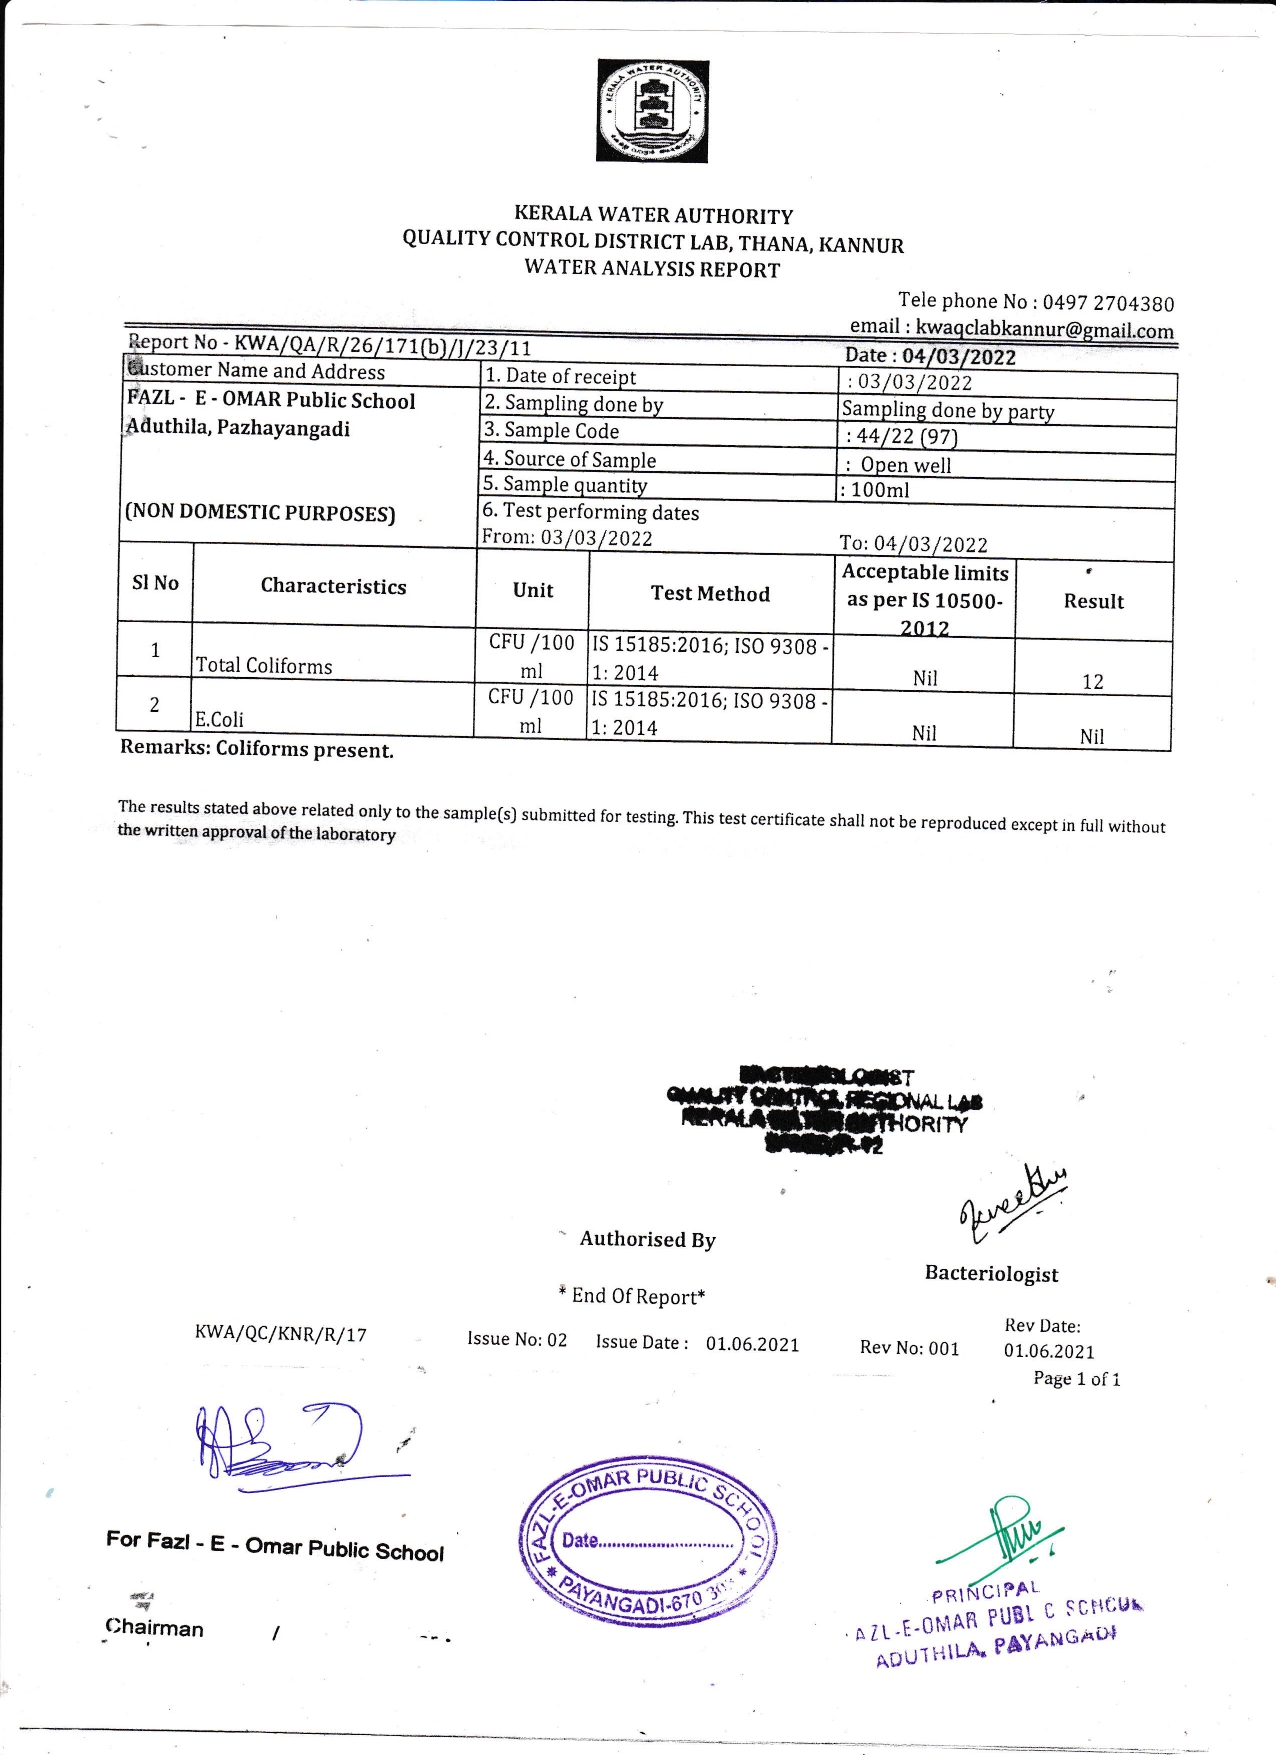 KERALA WATER AUTHORITY
KERALA WATER AUTHORITY
QUALITY CONTROL DISTRICT LAB, THANA, KANNUR
WATER ANALYSIS REPORT
Tele phone No : 0497 2704380
email : kwaqclabkannur@gmail.com
Report No - KWA/QA/R/26/171(b)/J/23/11 Date : 04/03/2022
Customer Name and Address 1. Date of receipt : 03/03/2022
FAZL - E - OMAR Public School 2. Sampling done by Sampling done by party
Aduthila, Pazhayangadi 3. Sample Code : 44/22 (97)
4. Source of Sample : Open well
5. Sample quantity : 100ml
(NON DOMESTIC PURPOSES) 6. Test performing dates
From: 03/03/2022 To: 04/03/2022
Sl No Characteristics Unit Test Method Acceptable limits as per IS 10500-2012 Result
1 Total Coliforms CFU /100 ml IS 15185:2016; ISO 9308 -1: 2014 Nil 12
2 E.Coli CFU /100 ml IS 15185:2016; ISO 9308 -1: 2014 Nil Nil
Remarks: Coliforms present.
The results stated above related only to the sample(s) submitted for testing. This test certificate shall not be reproduced except in full without
the written approval of the laboratory
BACTERIOLOGIST
QUALITY CONTROL REGIONAL LAB
KERALA WATER AUTHORITY
Authorised By
Bacteriologist
* End Of Report*
KWA/QC/KNR/R/17 Issue No: 02 Issue Date : 01.06.2021 Rev No: 001 Rev Date: 01.06.2021
Page 1 of 1
FAZL-E-OMAR PUBLIC SCHOOL
Date..............................
PAYANGADI-670 303
For Fazl - E - Omar Public School
Chairman /
PRINCIPAL
AZL-E-OMAR PUBL C SCHOOL
ADUTHILA, PAYANGADI